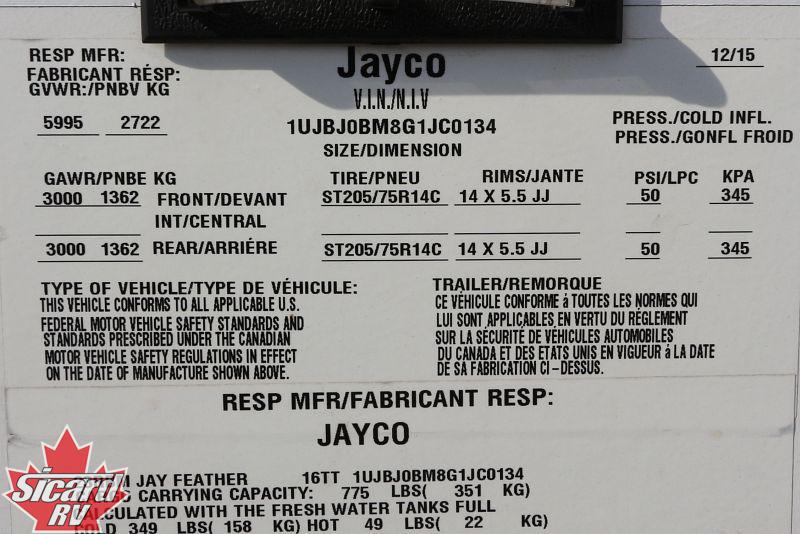 RESP MFR: Jayco 12/15
FABRICANT RÉSP:
GVWR:/PNBV KG V.I.N./N.I.V
5995 2722 1UJBJ0BM8G1JC0134 PRESS./COLD INFL.
SIZE/DIMENSION PRESS./GONFL FROID
GAWR/PNBE KG TIRE/PNEU RIMS/JANTE PSI/LPC KPA
3000 1362 FRONT/DEVANT ST205/75R14C 14 X 5.5 JJ 50 345
INT/CENTRAL
3000 1362 REAR/ARRIÉRE ST205/75R14C 14 X 5.5 JJ 50 345
TYPE OF VEHICLE/TYPE DE VÉHICULE: TRAILER/REMORQUE
THIS VEHICLE CONFORMS TO ALL APPLICABLE U.S.
FEDERAL MOTOR VEHICLE SAFETY STANDARDS AND
STANDARDS PRESCRIBED UNDER THE CANADIAN
MOTOR VEHICLE SAFETY REGULATIONS IN EFFECT
ON THE DATE OF MANUFACTURE SHOWN ABOVE.
CE VÉHICULE CONFORME á TOUTES LES NORMES QUI
LUI SONT APPLICABLES EN VERTU DU RÉGLEMENT
SUR LA SÉCURITÉ DE VÉHICULES AUTOMOBILES
DU CANADA ET DES ETATS UNIS EN VIGUEUR á LA DATE
DE SA FABRICATION CI-DESSUS.
RESP MFR/FABRICANT RESP:
JAYCO
JAY FEATHER 16TT 1UJBJ0BM8G1JC0134
CARRYING CAPACITY: 775 LBS( 351 KG)
CALCULATED WITH THE FRESH WATER TANKS FULL
COLD 349 LBS( 158 KG) HOT 49 LBS( 22 KG)
Sicard
RV